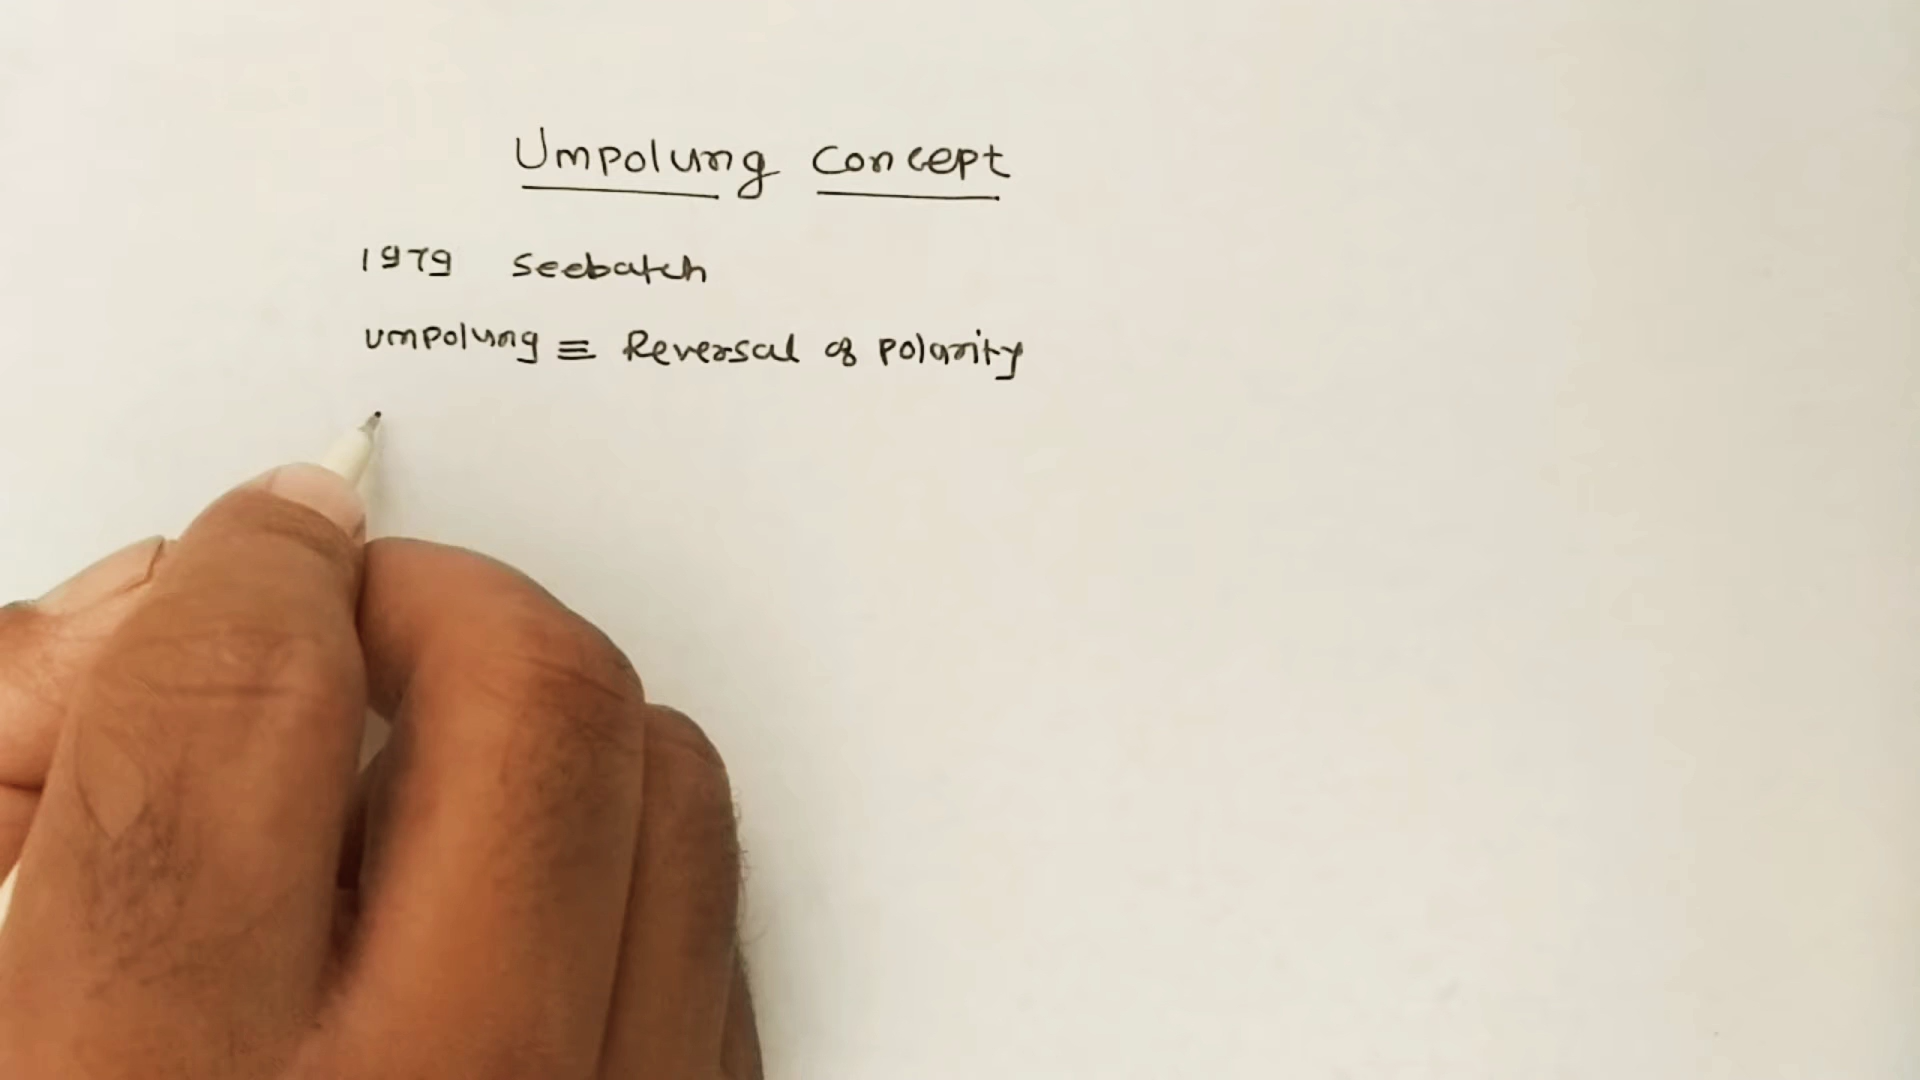 Umpolung Concept
1979 Seebatch
Umpolung ≡ Reversal of polarity